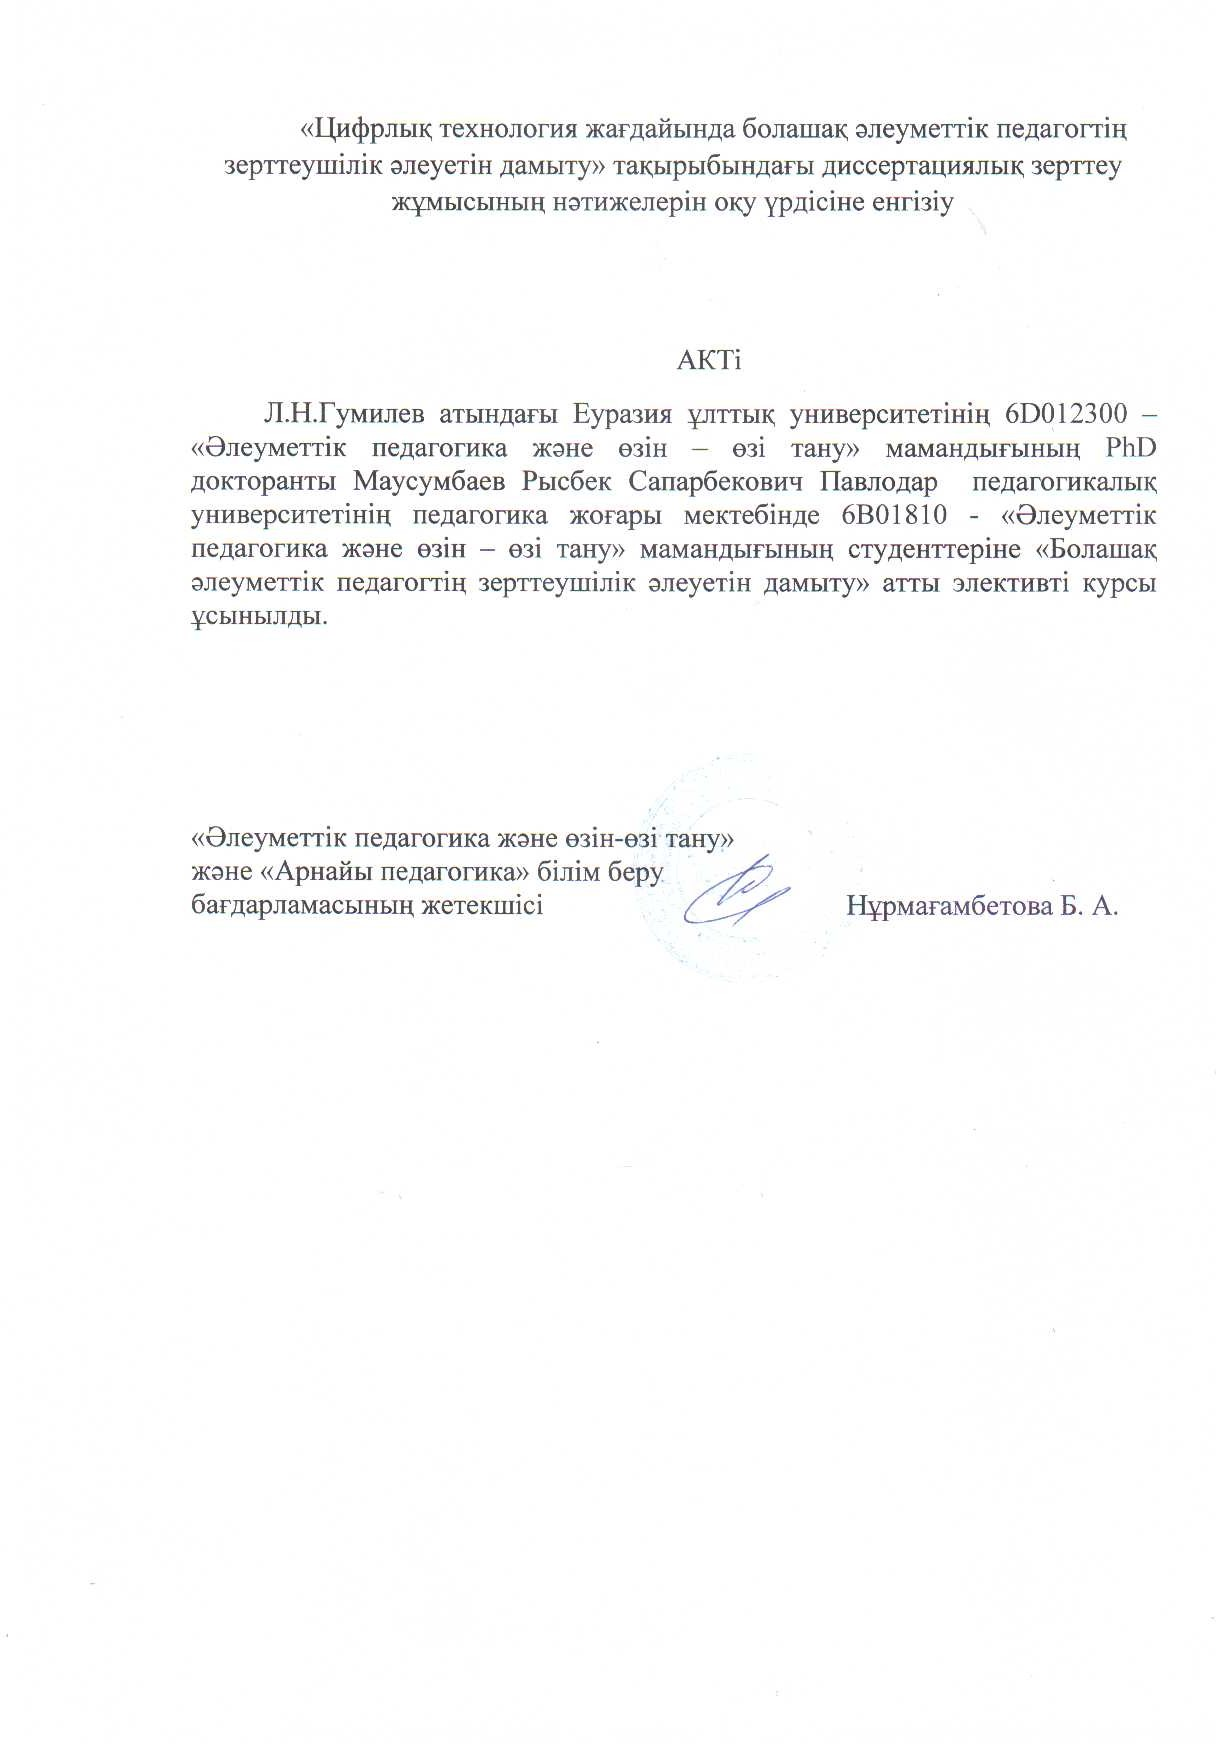 «Цифрлық технология жағдайында болашақ әлеуметтік педагогтің
зерттеушілік әлеуетін дамыту» тақырыбындағы диссертациялық зерттеу
жұмысының нәтижелерін оқу үрдісіне енгізіу
АКТі
Л.Н.Гумилев атындағы Еуразия ұлттық университетінің 6D012300 –
«Әлеуметтік педагогика және өзін – өзі тану» мамандығының PhD
докторанты Маусумбаев Рысбек Сапарбекович Павлодар педагогикалық
университетінің педагогика жоғары мектебінде 6В01810 - «Әлеуметтік
педагогика және өзін – өзі тану» мамандығының студенттеріне «Болашақ
әлеуметтік педагогтің зерттеушілік әлеуетін дамыту» атты элективті курсы
ұсынылды.
«Әлеуметтік педагогика және өзін-өзі тану»
және «Арнайы педагогика» білім беру
бағдарламасының жетекшісі Нұрмағамбетова Б. А.